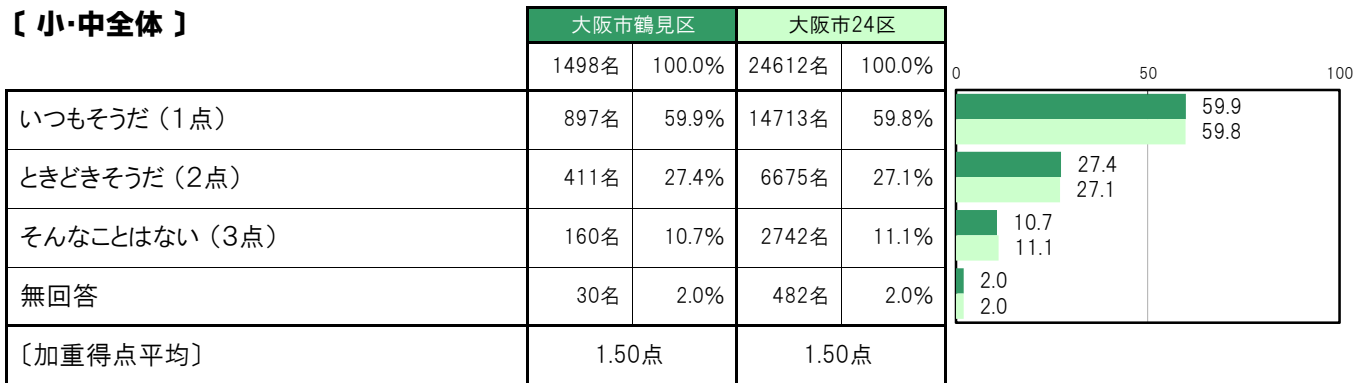 〔 小・中全体 〕
大阪市鶴見区 大阪市24区
1498名 100.0% 24612名 100.0%
0 50 100
いつもそうだ（1点） 897名 59.9% 14713名 59.8%
59.9
59.8
ときどきそうだ（2点） 411名 27.4% 6675名 27.1%
27.4
27.1
そんなことはない（3点） 160名 10.7% 2742名 11.1%
10.7
11.1
無回答 30名 2.0% 482名 2.0%
2.0
2.0
〔加重得点平均〕 1.50点 1.50点